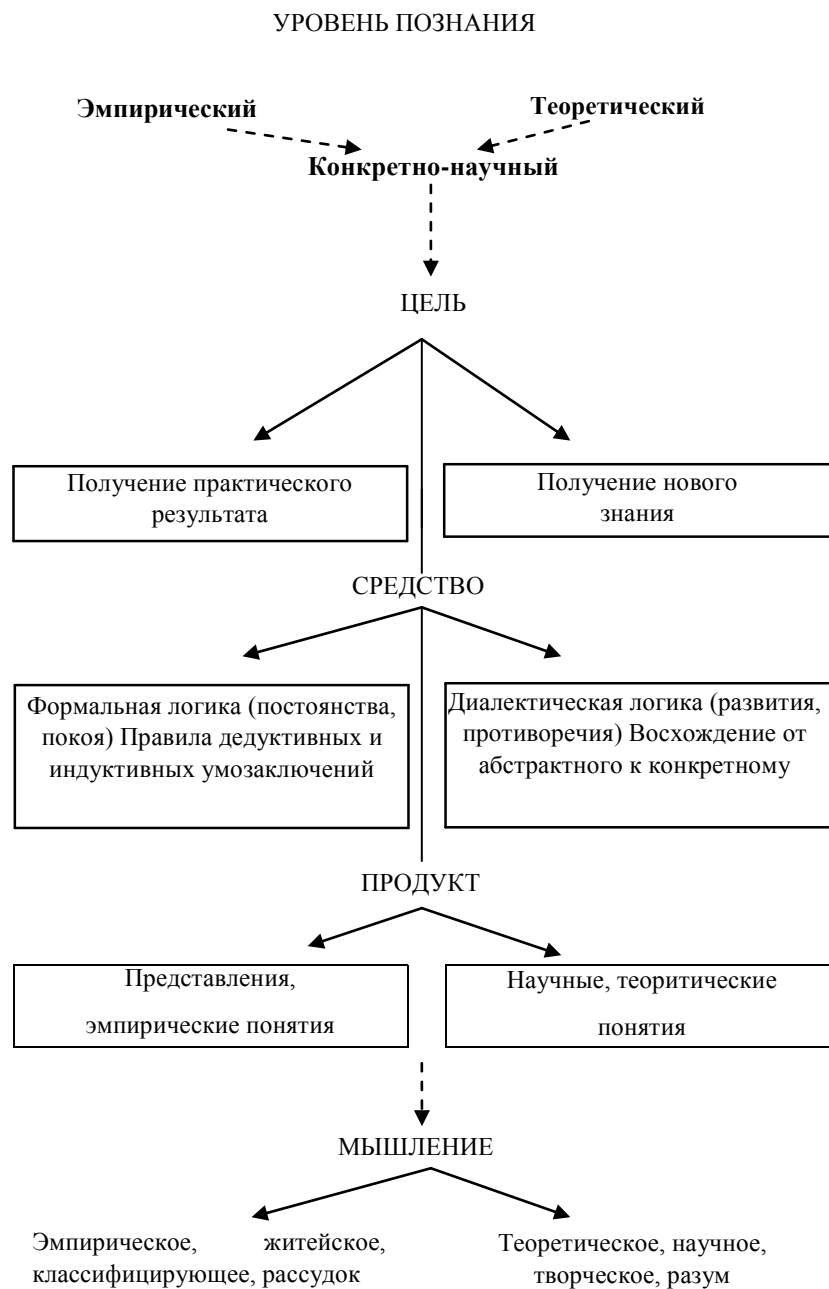 УРОВЕНЬ ПОЗНАНИЯ
Эмпирический
Теоретический
Конкретно-научный
ЦЕЛЬ
Получение практического
результата
Получение нового
знания
СРЕДСТВО
Формальная логика (постоянства,
покоя) Правила дедуктивных и
индуктивных умозаключений
Диалектическая логика (развития,
противоречия) Восхождение от
абстрактного к конкретному
ПРОДУКТ
Представления,
эмпирические понятия
Научные, теоритические
понятия
МЫШЛЕНИЕ
Эмпирическое, житейское,
классифицирующее, рассудок
Теоретическое, научное,
творческое, разум